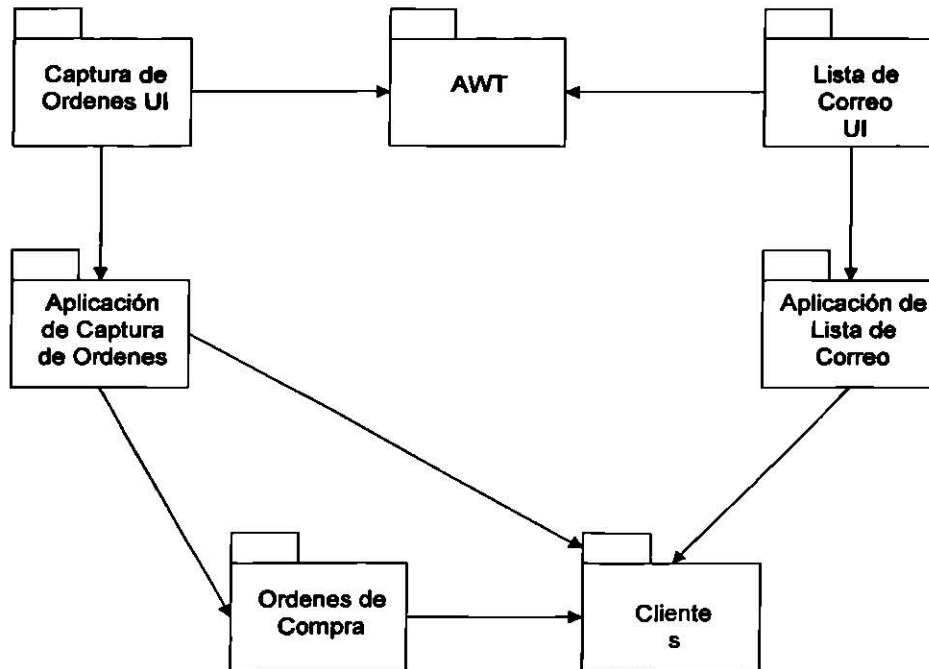 Captura de
Ordenes UI
AWT
Lista de
Correo
UI
Aplicación
de Captura
de Ordenes
Aplicación de
Lista de
Correo
Ordenes de
Compra
Cliente
s